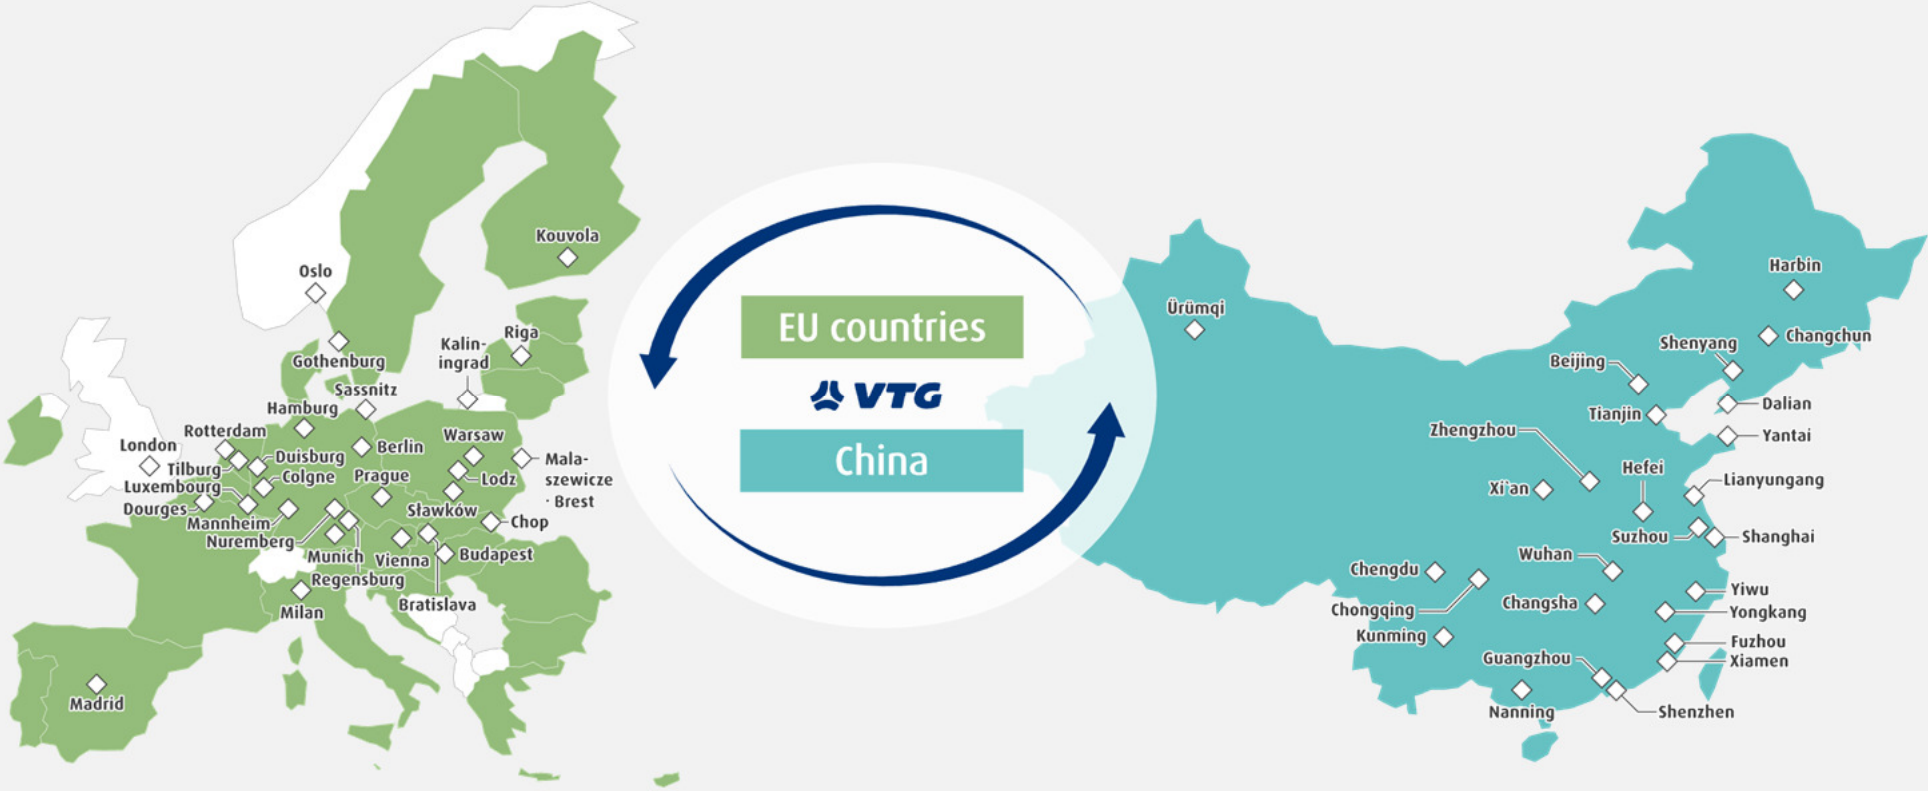 Kouvola
Oslo
Gothenburg
Riga
Kalin-
ingrad
Sassnitz
Hamburg
Rotterdam
London
Tilburg
Duisburg
Berlin
Warsaw
Mala-
szewicze
· Brest
Luxembourg
Colgne
Prague
Lodz
Dourges
Mannheim
Sławków
Chop
Nuremberg
Munich
Vienna
Budapest
Regensburg
Milan
Bratislava
Madrid
EU countries
VTG
China
Ürümqi
Harbin
Changchun
Shenyang
Beijing
Dalian
Tianjin
Yantai
Zhengzhou
Hefei
Lianyungang
Xi'an
Suzhou
Shanghai
Wuhan
Chengdu
Yiwu
Chongqing
Changsha
Yongkang
Kunming
Fuzhou
Guangzhou
Xiamen
Nanning
Shenzhen